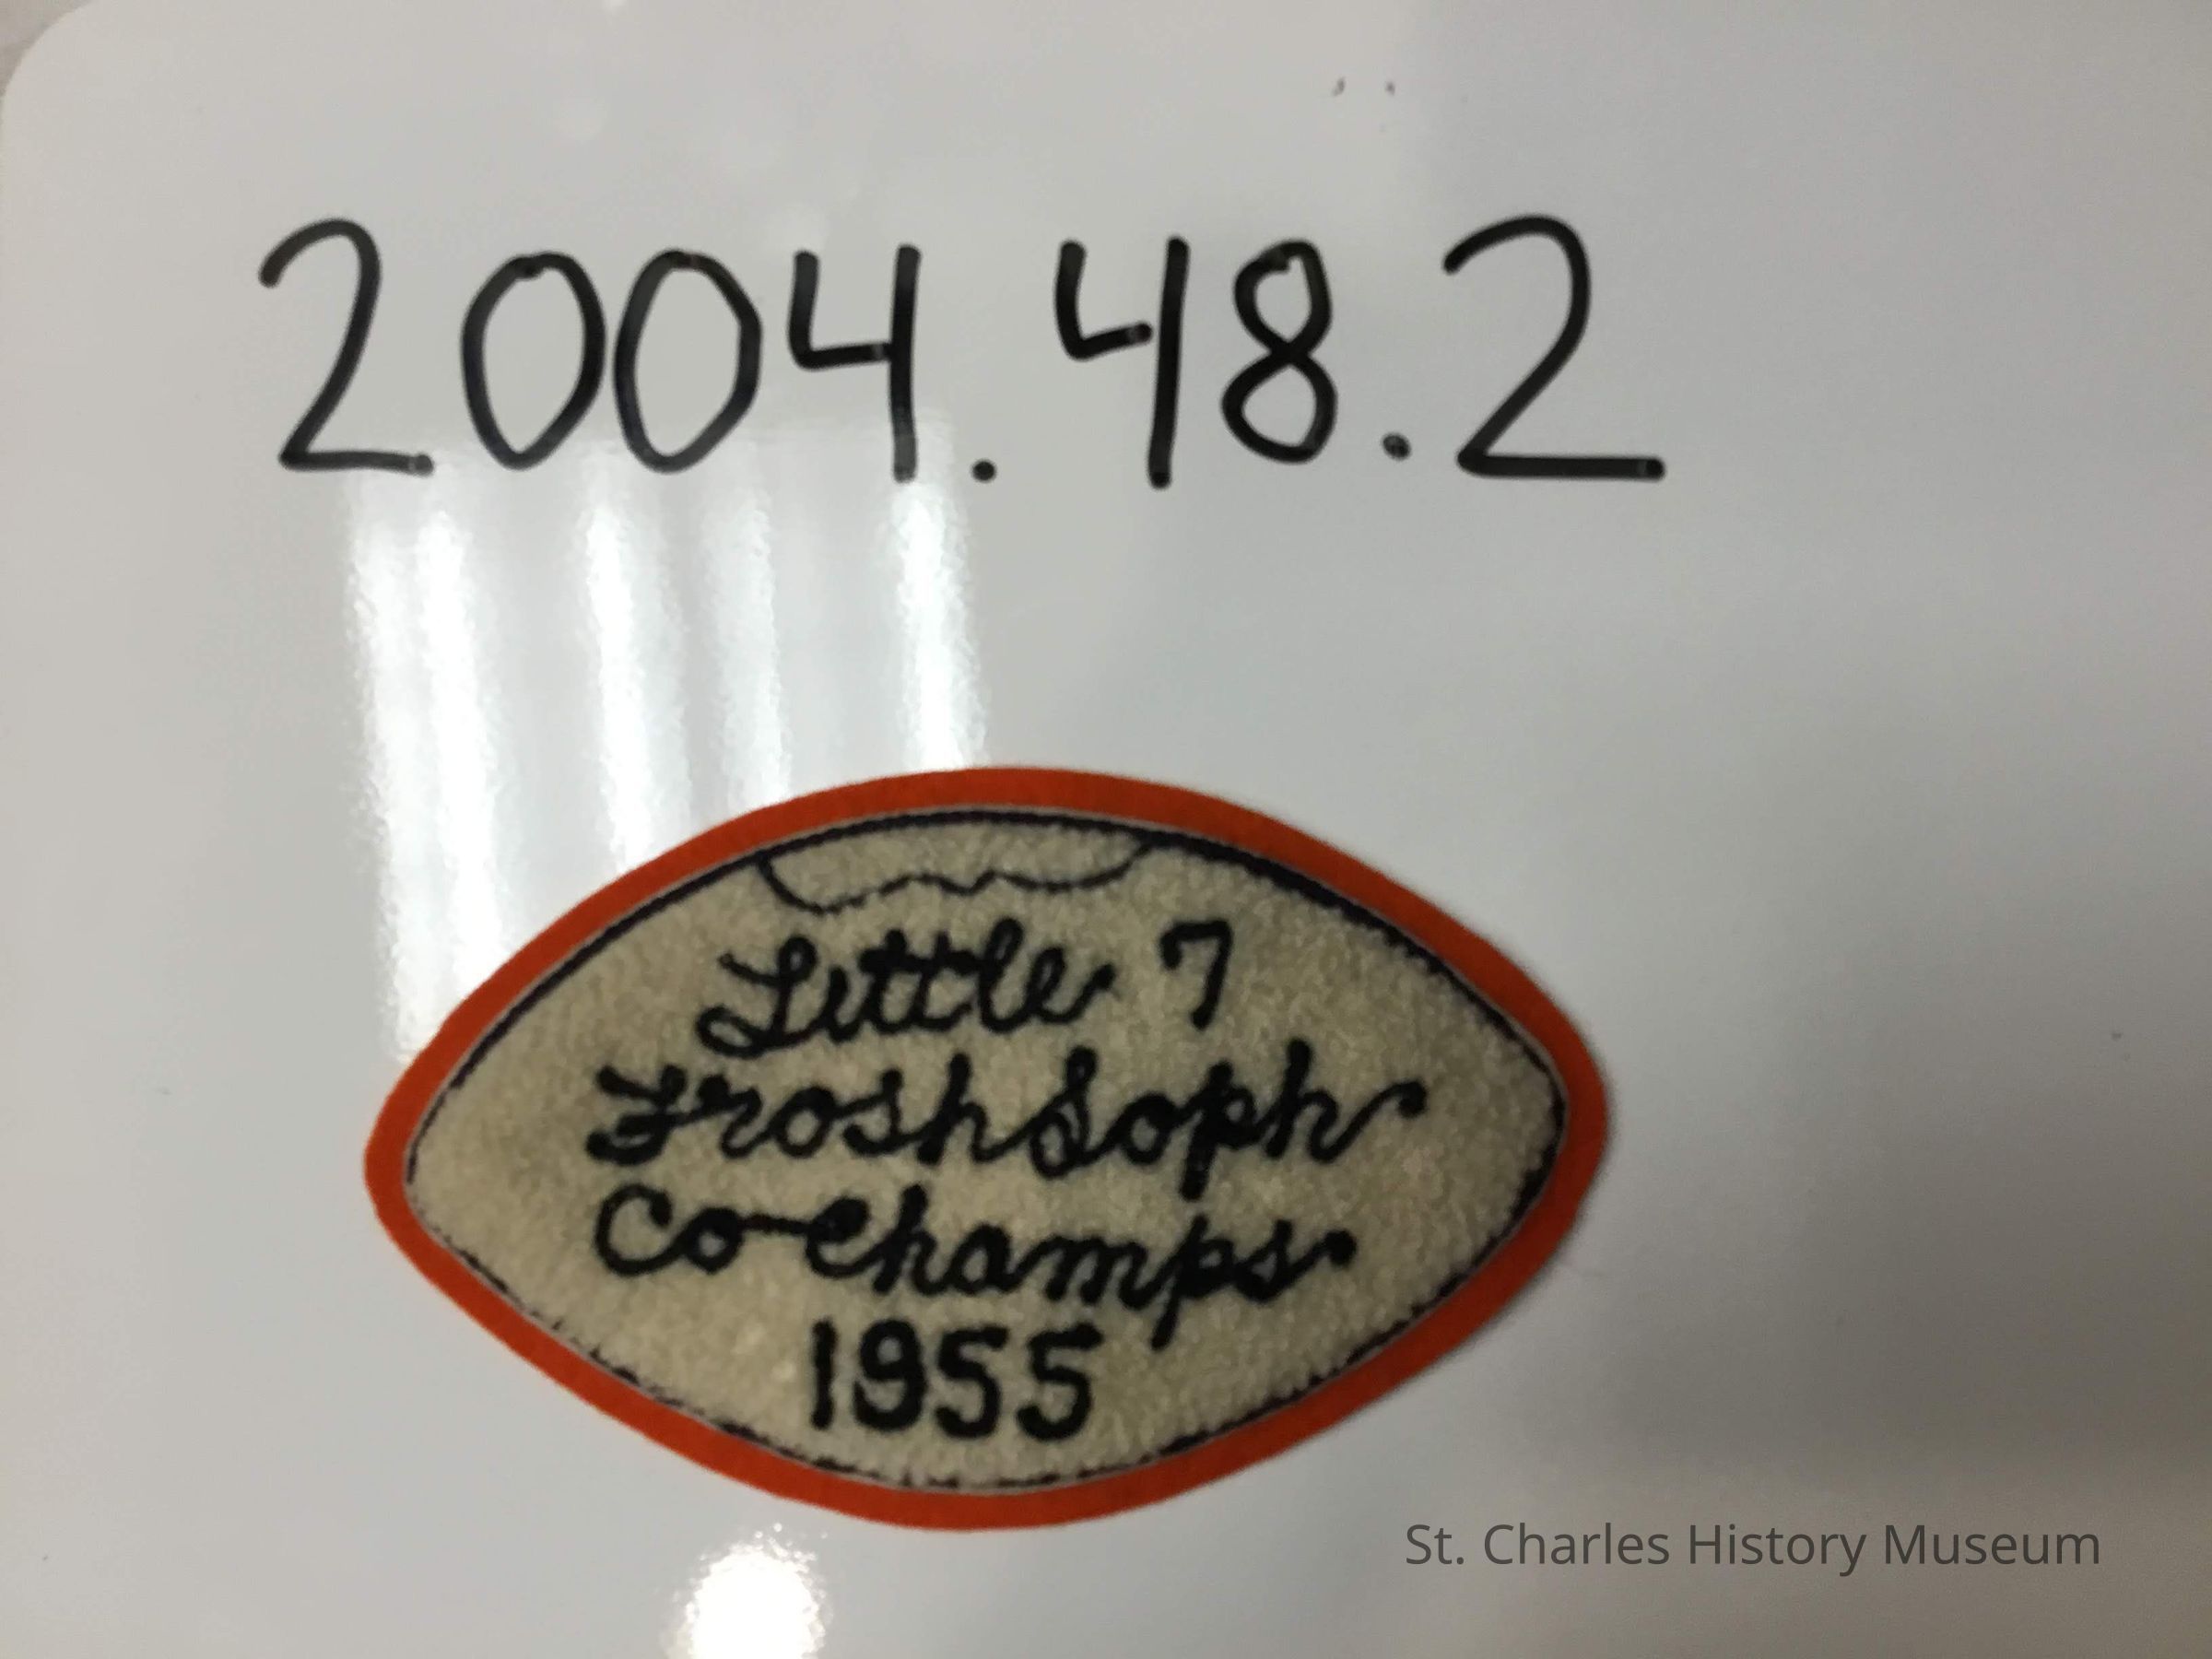 2004.48.2
Little 7
Frosh Soph
Co-Champs
1955
St. Charles History Museum